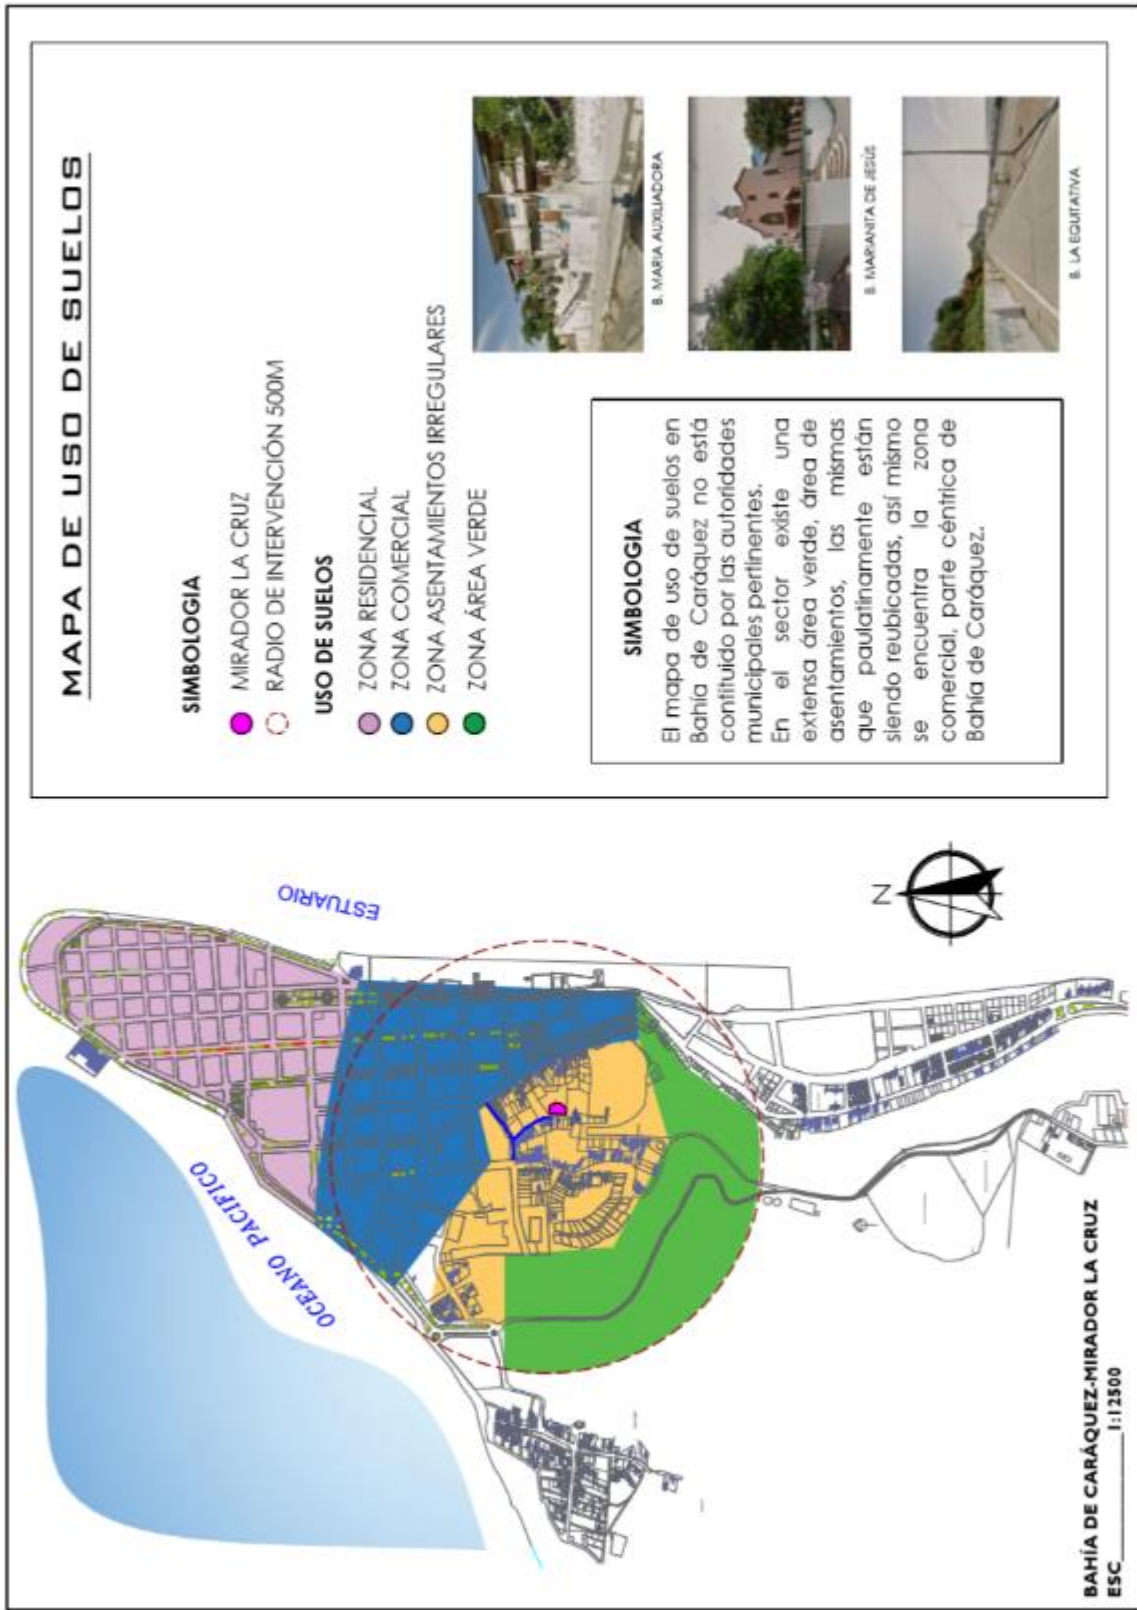 MAPA DE USO DE SUELOS
SIMBOLOGIA
MIRADOR LA CRUZ
RADIO DE INTERVENCIÓN 500M
USO DE SUELOS
ZONA RESIDENCIAL
ZONA COMERCIAL
ZONA ASENTAMIENTOS IRREGULARES
ZONA ÁREA VERDE
B. MARIA AUXILIADORA
B. MARIANITA DE JESÚS
B. LA EQUITATIVA
SIMBOLOGIA
El mapa de uso de suelos en
Bahía de Caráquez no está
contituido por las autoridades
municipales pertinentes.
En el sector existe una
extensa área verde, área de
asentamientos, las mismas
que paulatinamente están
siendo reubicadas, así mismo
se encuentra la zona
comercial, parte céntrica de
Bahía de Caráquez.
ESTUARIO
OCEANO PACIFICO
N
BAHÍA DE CARÁQUEZ-MIRADOR LA CRUZ
ESC__________1:12500